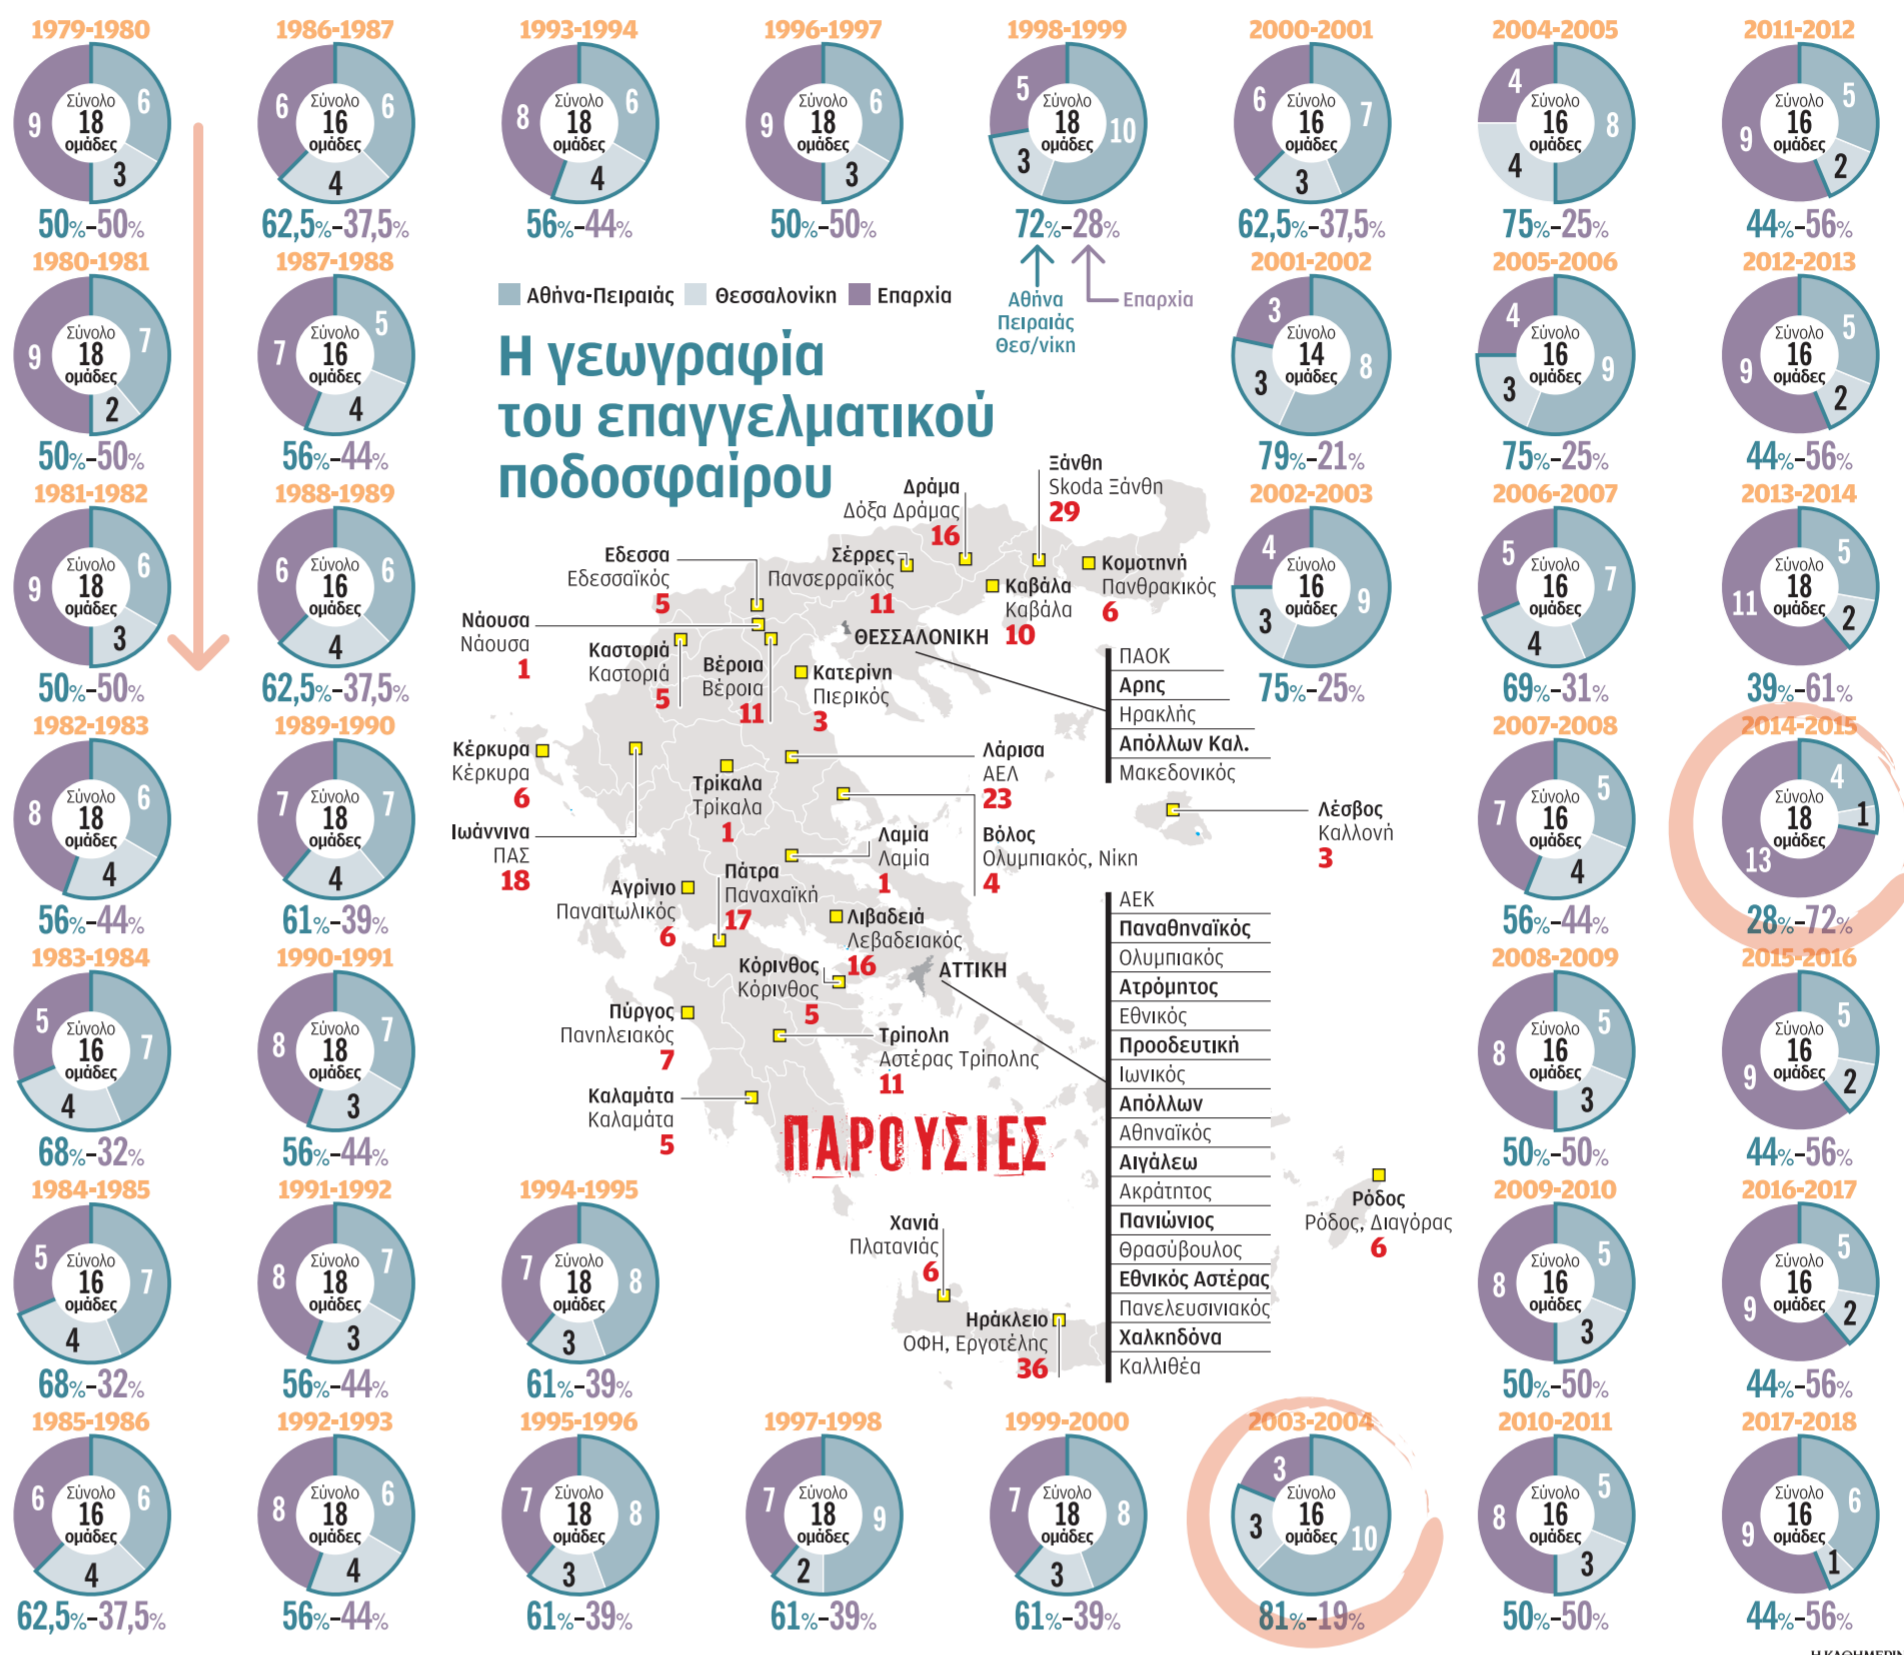 1979-1980
9
6
3
Σύνολο
18
ομάδες
50%-50%
1980-1981
9
7
2
Σύνολο
18
ομάδες
50%-50%
1981-1982
9
6
3
Σύνολο
18
ομάδες
50%-50%
1982-1983
8
6
4
Σύνολο
18
ομάδες
56%-44%
1983-1984
5
7
4
Σύνολο
16
ομάδες
68%-32%
1984-1985
5
7
4
Σύνολο
16
ομάδες
68%-32%
1985-1986
6
6
4
Σύνολο
16
ομάδες
62,5%-37,5%
1986-1987
6
6
4
Σύνολο
16
ομάδες
62,5%-37,5%
1987-1988
7
5
4
Σύνολο
16
ομάδες
56%-44%
1988-1989
6
6
4
Σύνολο
16
ομάδες
62,5%-37,5%
1989-1990
7
7
4
Σύνολο
18
ομάδες
61%-39%
1990-1991
8
7
3
Σύνολο
18
ομάδες
56%-44%
1991-1992
8
7
3
Σύνολο
18
ομάδες
56%-44%
1992-1993
8
6
4
Σύνολο
18
ομάδες
56%-44%
1993-1994
8
6
4
Σύνολο
18
ομάδες
56%-44%
1994-1995
7
8
3
Σύνολο
18
ομάδες
61%-39%
1995-1996
7
8
3
Σύνολο
18
ομάδες
61%-39%
1996-1997
9
6
3
Σύνολο
18
ομάδες
50%-50%
1997-1998
7
9
2
Σύνολο
18
ομάδες
61%-39%
1998-1999
5
10
3
Σύνολο
18
ομάδες
72%-28%
Αθήνα
Πειραιάς
Θεσ/νίκη
Επαρχία
1999-2000
7
8
3
Σύνολο
18
ομάδες
61%-39%
2000-2001
6
7
3
Σύνολο
16
ομάδες
62,5%-37,5%
2001-2002
3
8
3
Σύνολο
14
ομάδες
79%-21%
2002-2003
4
9
3
Σύνολο
16
ομάδες
75%-25%
2003-2004
3
10
3
Σύνολο
16
ομάδες
81%-19%
2004-2005
4
8
4
Σύνολο
16
ομάδες
75%-25%
2005-2006
4
9
3
Σύνολο
16
ομάδες
75%-25%
2006-2007
5
7
4
Σύνολο
16
ομάδες
69%-31%
2007-2008
7
5
4
Σύνολο
16
ομάδες
56%-44%
2008-2009
8
5
3
Σύνολο
16
ομάδες
50%-50%
2009-2010
8
5
3
Σύνολο
16
ομάδες
50%-50%
2010-2011
8
5
3
Σύνολο
16
ομάδες
50%-50%
2011-2012
9
5
2
Σύνολο
16
ομάδες
44%-56%
2012-2013
9
5
2
Σύνολο
16
ομάδες
44%-56%
2013-2014
11
5
2
Σύνολο
18
ομάδες
39%-61%
2014-2015
13
4
1
Σύνολο
18
ομάδες
28%-72%
2015-2016
9
5
2
Σύνολο
16
ομάδες
44%-56%
2016-2017
9
5
2
Σύνολο
16
ομάδες
44%-56%
2017-2018
9
6
1
Σύνολο
16
ομάδες
44%-56%
Αθήνα-Πειραιάς Θεσσαλονίκη Επαρχία
Η γεωγραφία
του επαγγελματικού
ποδοσφαίρου
Ξάνθη
Skoda Ξάνθη
29
Δράμα
Δόξα Δράμας
16
Σέρρες
Πανσερραϊκός
11
Κομοτηνή
Πανθρακικός
6
Καβάλα
Καβάλα
10
Εδεσσα
Εδεσσαϊκός
5
Νάουσα
Νάουσα
1
Καστοριά
Καστοριά
5
Βέροια
Βέροια
11
Κατερίνη
Πιερικός
3
ΘΕΣΣΑΛΟΝΙΚΗ
ΠΑΟΚ
Αρης
Ηρακλής
Απόλλων Καλ.
Μακεδονικός
Κέρκυρα
Κέρκυρα
6
Ιωάννινα
ΠΑΣ
18
Τρίκαλα
Τρίκαλα
1
Λάρισα
ΑΕΛ
23
Βόλος
Ολυμπιακός, Νίκη
4
Λαμία
Λαμία
1
Λέσβος
Καλλονή
3
Αγρίνιο
Παναιτωλικός
6
Πάτρα
Παναχαϊκή
17
Λιβαδειά
Λεβαδειακός
16
Κόρινθος
Κόρινθος
5
Πύργος
Πανηλειακός
7
Τρίπολη
Αστέρας Τρίπολης
11
Καλαμάτα
Καλαμάτα
5
ΑΤΤΙΚΗ
ΑΕΚ
Παναθηναϊκός
Ολυμπιακός
Ατρόμητος
Εθνικός
Προοδευτική
Ιωνικός
Απόλλων
Αθηναϊκός
Αιγάλεω
Ακράτητος
Πανιώνιος
Θρασύβουλος
Εθνικός Αστέρας
Πανελευσινιακός
Χαλκηδόνα
Καλλιθέα
ΠΑΡΟΥΣΙΕΣ
Χανιά
Πλατανιάς
6
Ηράκλειο
ΟΦΗ, Εργοτέλης
36
Ρόδος
Ρόδος, Διαγόρας
6